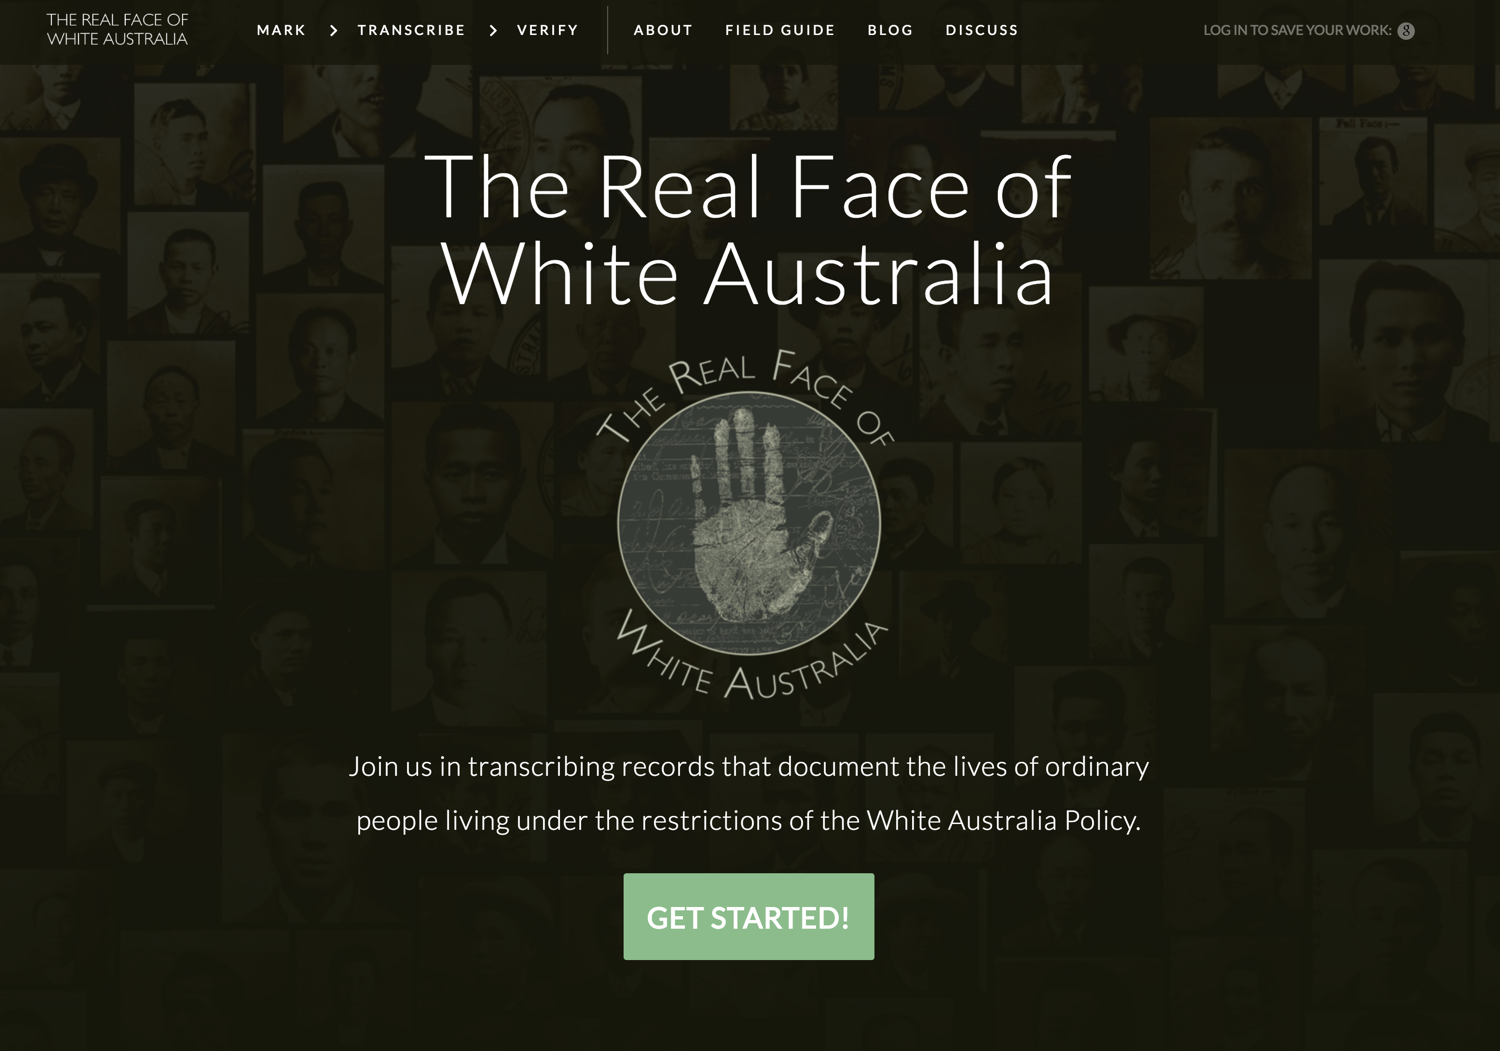 THE REAL FACE OF
WHITE AUSTRALIA
MARK
TRANSCRIBE
VERIFY
ABOUT
FIELD GUIDE
BLOG
DISCUSS
LOG IN TO SAVE YOUR WORK:
The Real Face of
White Australia
THE REAL FACE OF
WHITE AUSTRALIA
Join us in transcribing records that document the lives of ordinary
people living under the restrictions of the White Australia Policy.
GET STARTED!